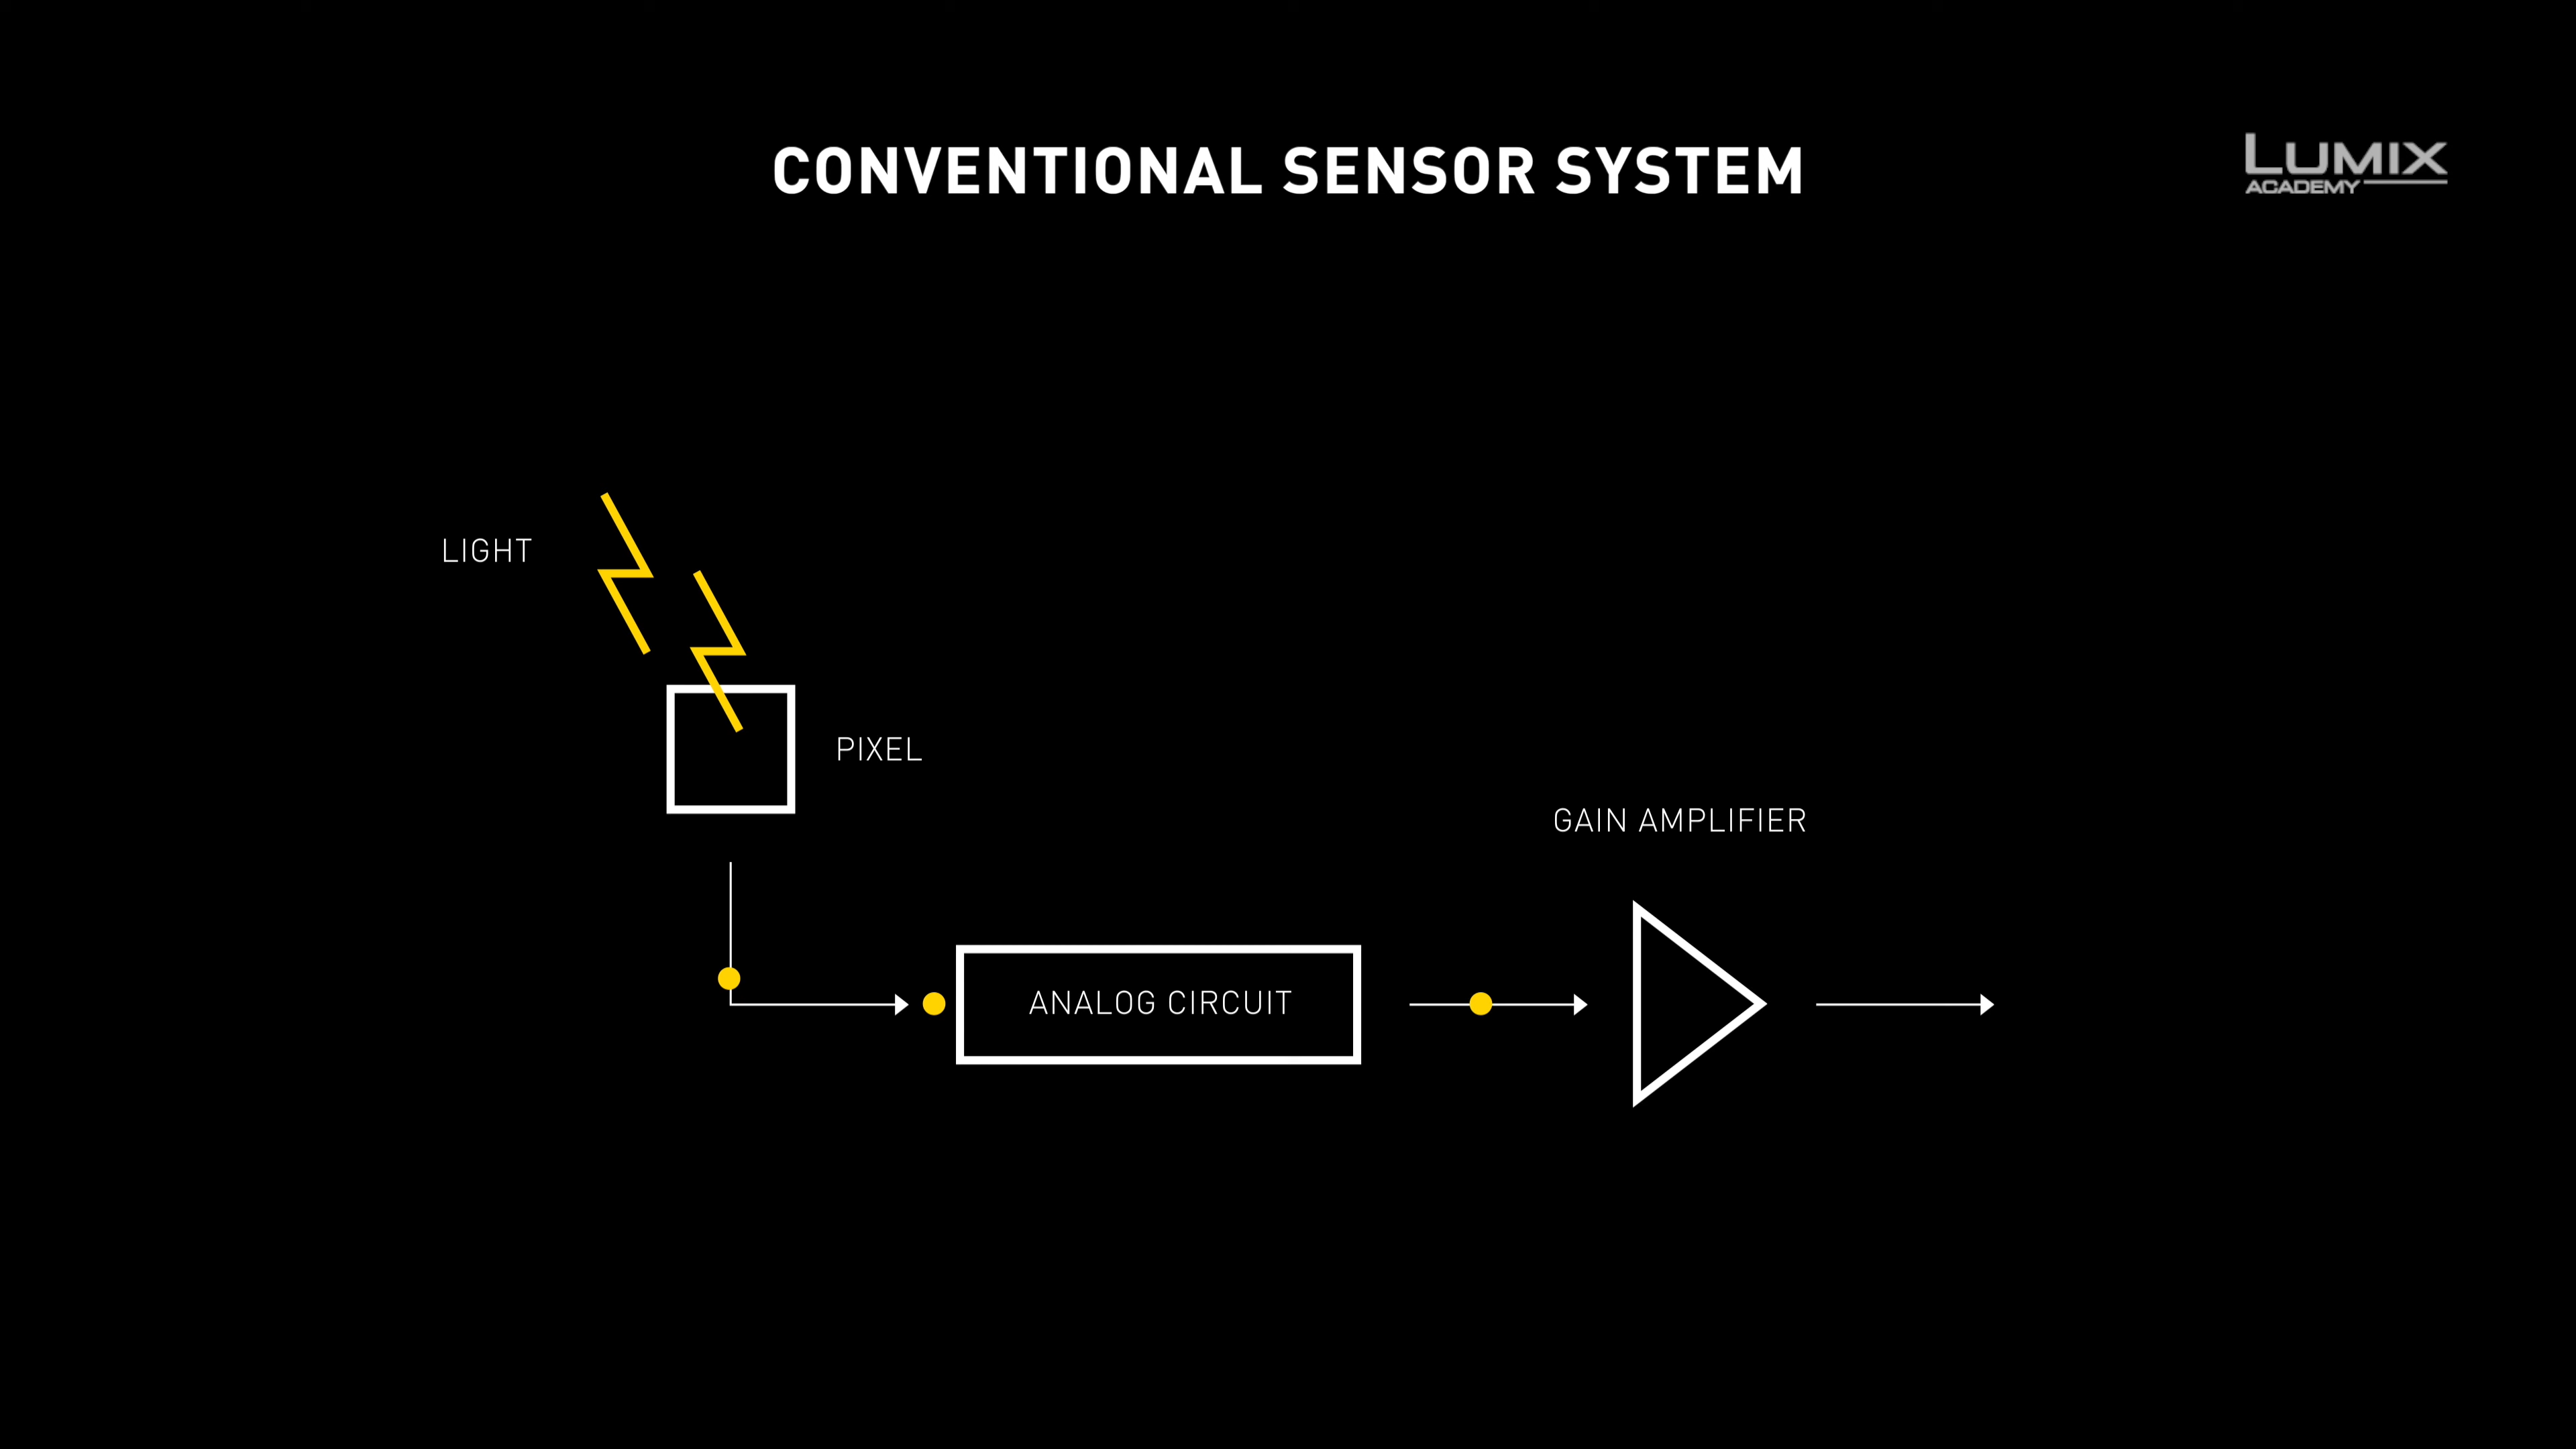 CONVENTIONAL SENSOR SYSTEM
LUMIX
ACADEMY
LIGHT
PIXEL
GAIN AMPLIFIER
ANALOG CIRCUIT